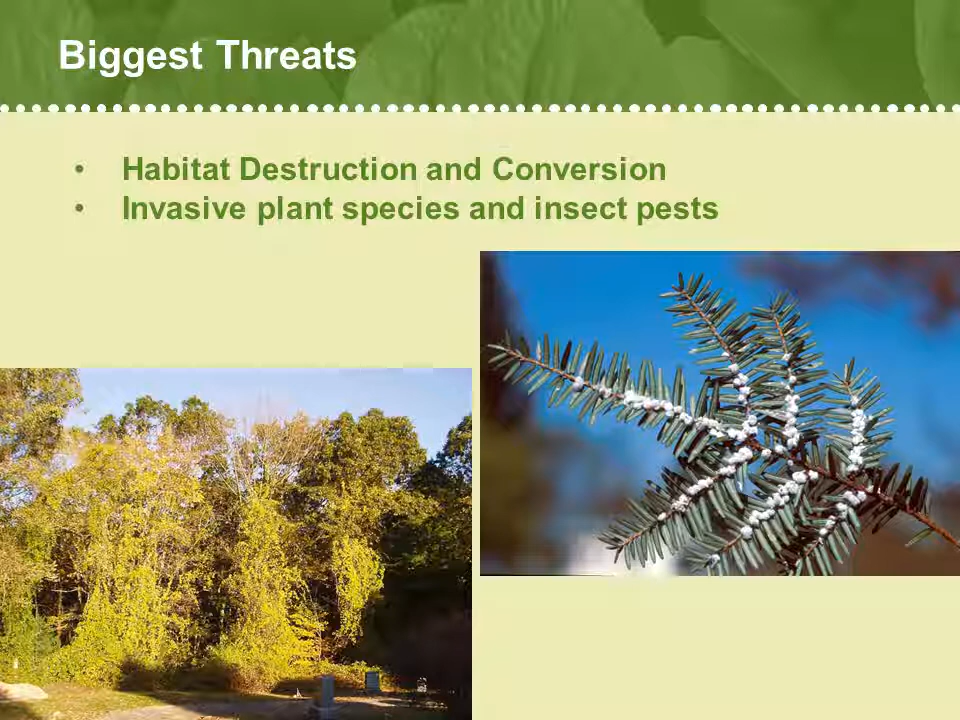 Biggest Threats
• Habitat Destruction and Conversion
• Invasive plant species and insect pests